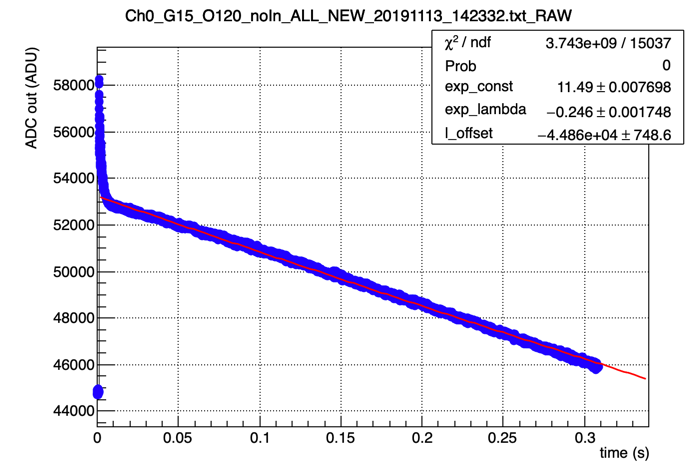 Ch0_G15_O120_noIn_ALL_NEW_20191113_142332.txt_RAW
χ² / ndf 3.743e+09 / 15037
Prob 0
exp_const 11.49 ± 0.007698
exp_lambda −0.246 ± 0.001748
l_offset −4.486e+04 ± 748.6
ADC out (ADU)
58000
56000
54000
52000
50000
48000
46000
44000
0 0.05 0.1 0.15 0.2 0.25 0.3
time (s)